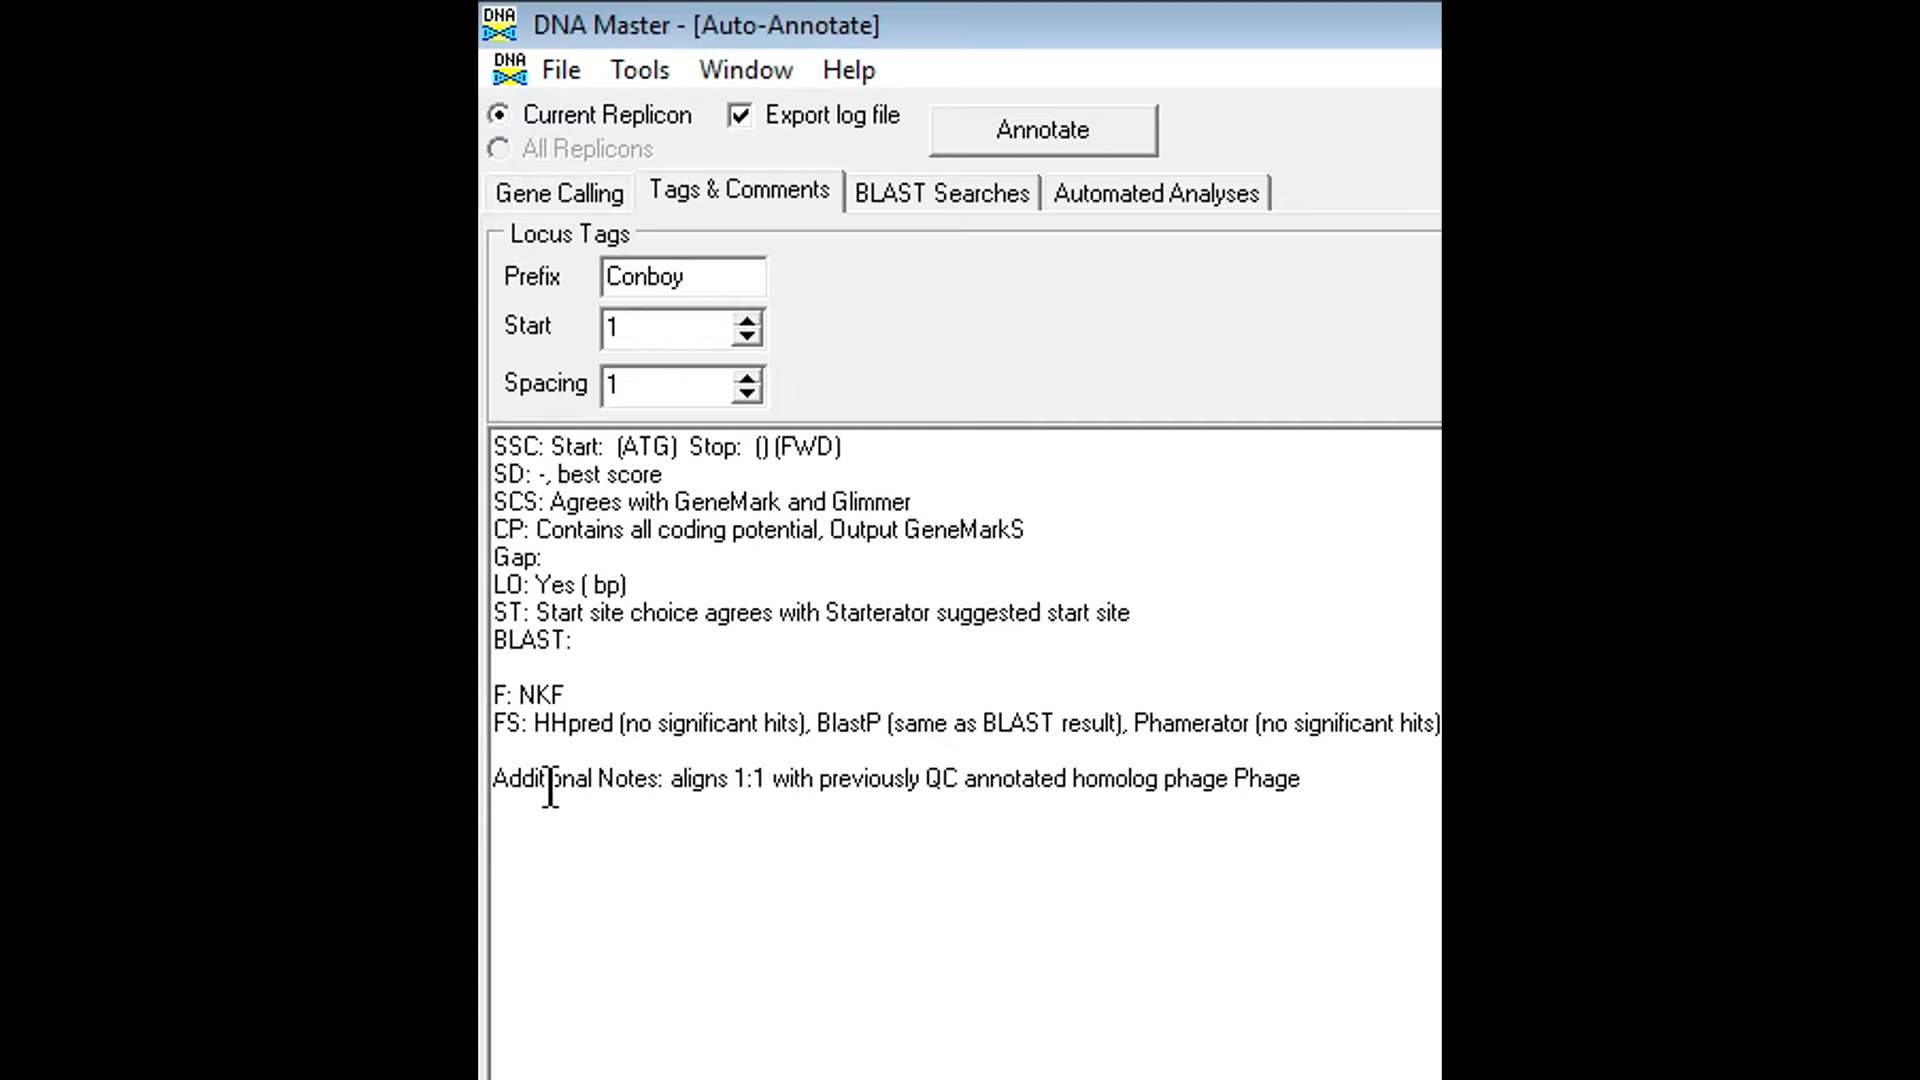 DNA
DNA Master - [Auto-Annotate]
DNA File Tools Window Help
Current Replicon Export log file Annotate
All Replicons
Gene Calling Tags & Comments BLAST Searches Automated Analyses
Locus Tags
Prefix Conboy
Start 1
Spacing 1
SSC: Start:  (ATG)  Stop:  () (FWD)
SD: -, best score
SCS: Agrees with GeneMark and Glimmer
CP: Contains all coding potential, Output GeneMarkS
Gap:
LO: Yes ( bp)
ST: Start site choice agrees with Starterator suggested start site
BLAST:
F: NKF
FS: HHpred (no significant hits), BlastP (same as BLAST result), Phamerator (no significant hits)
Additional Notes: aligns 1:1 with previously QC annotated homolog phage Phage